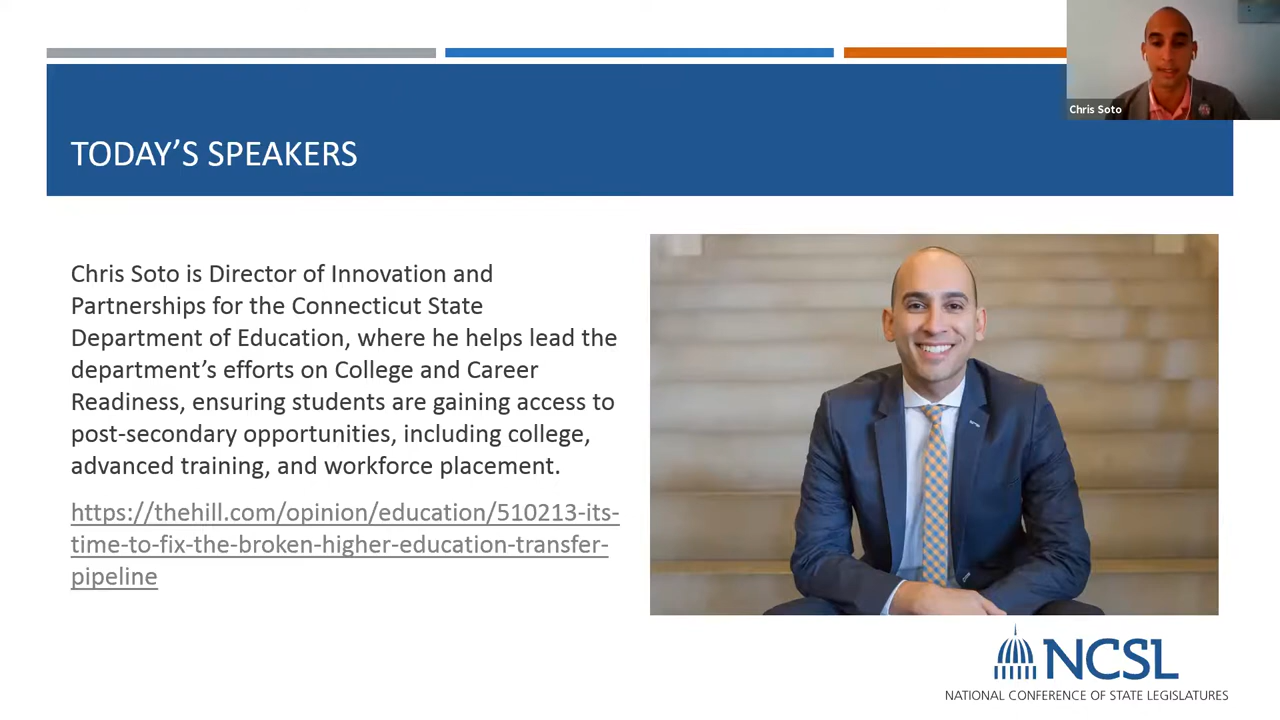 Chris Soto
TODAY'S SPEAKERS
Chris Soto is Director of Innovation and
Partnerships for the Connecticut State
Department of Education, where he helps lead the
department's efforts on College and Career
Readiness, ensuring students are gaining access to
post-secondary opportunities, including college,
advanced training, and workforce placement.
https://thehill.com/opinion/education/510213-its-
time-to-fix-the-broken-higher-education-transfer-
pipeline
NCSL
NATIONAL CONFERENCE OF STATE LEGISLATURES